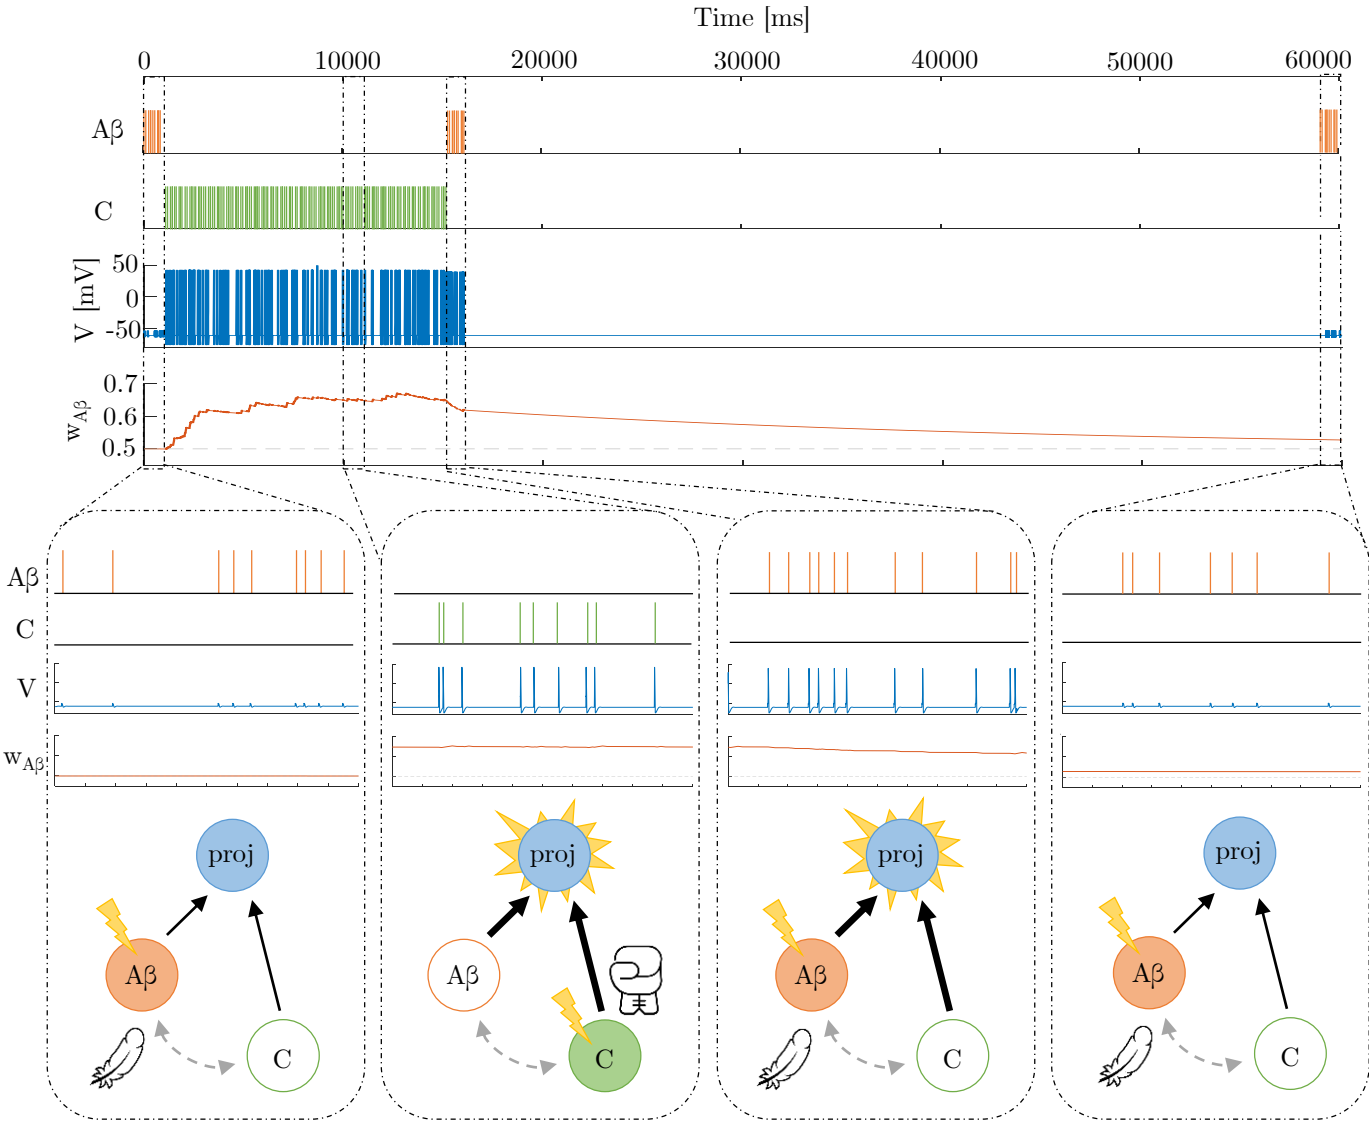 Time [ms]
0 10000 20000 30000 40000 50000 60000
Aβ
C
V [mV]
50
0
-50
wAβ
0.7
0.6
0.5
Aβ
C
V
wAβ
proj proj proj proj
Aβ Aβ Aβ Aβ
C C C C